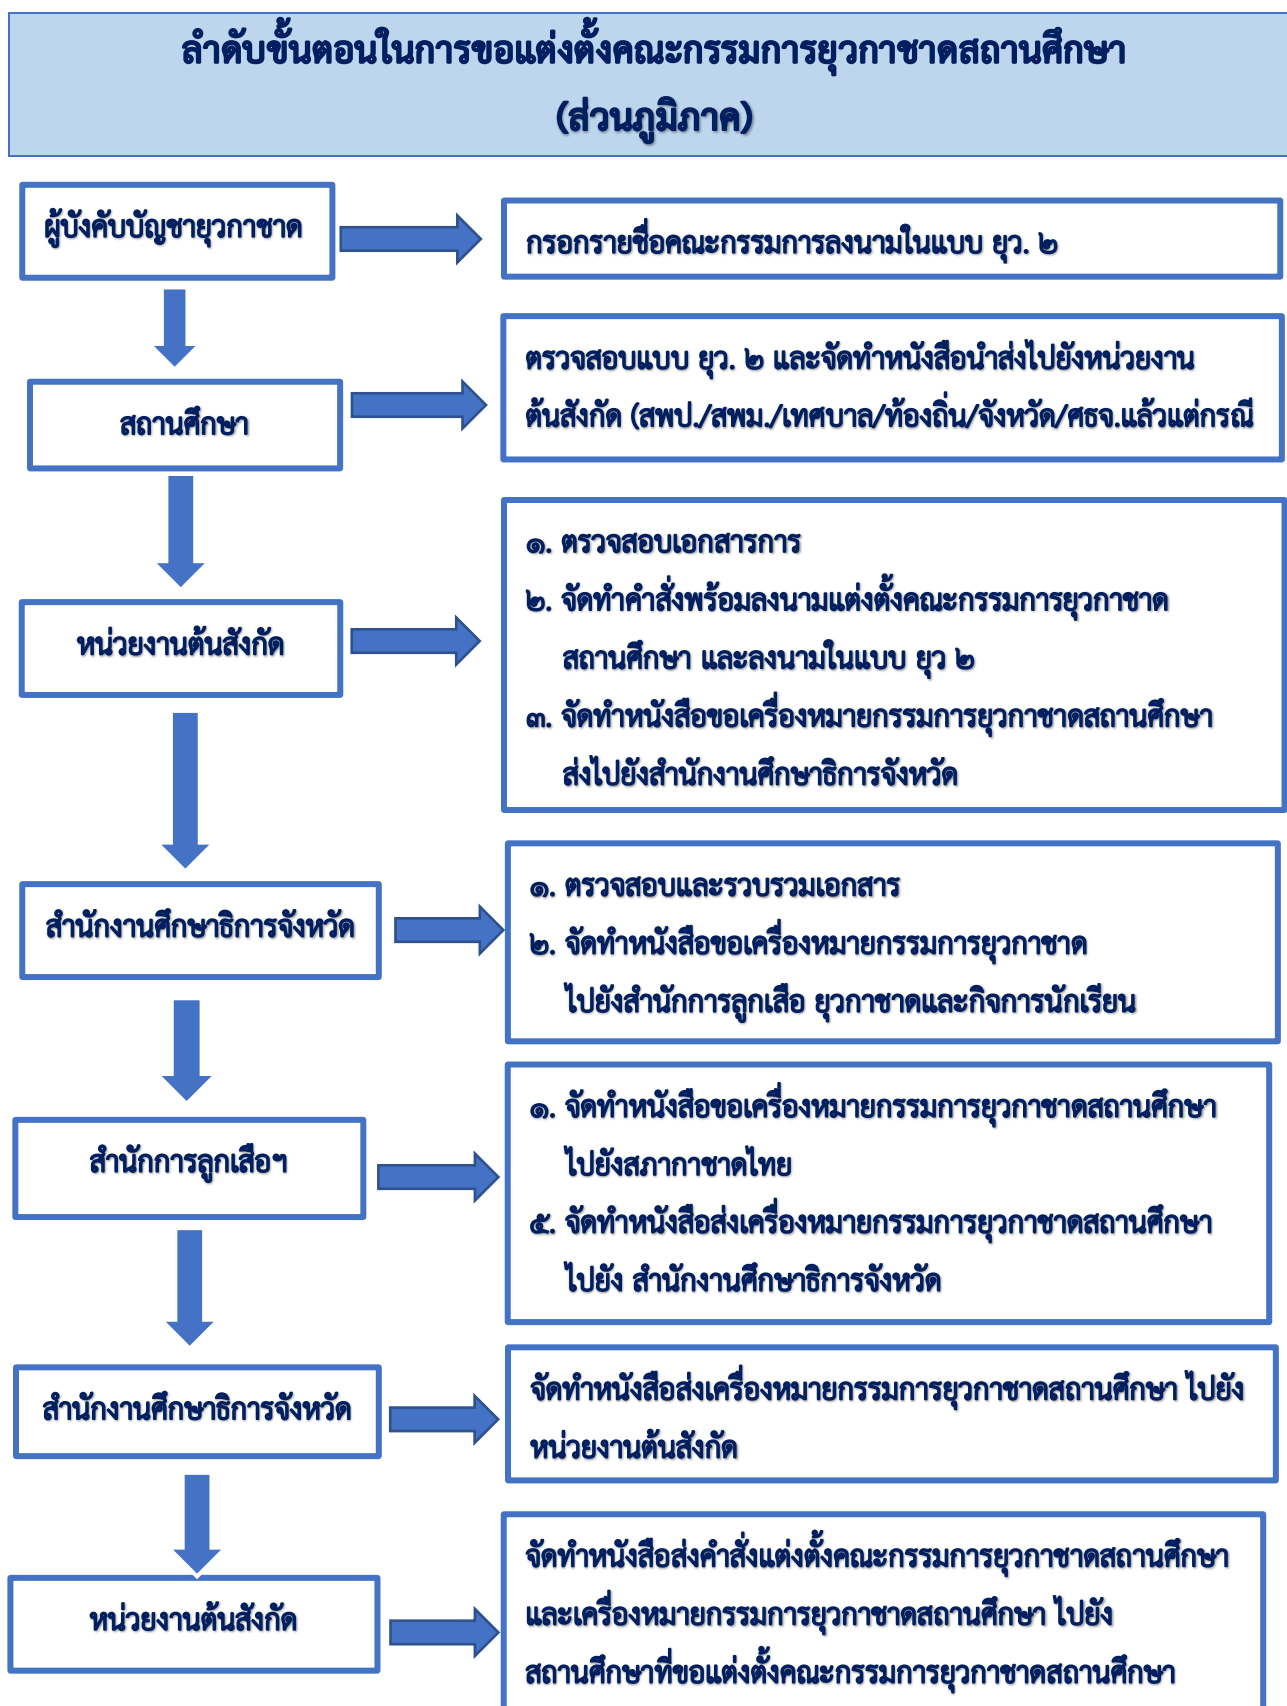 ลำดับขั้นตอนในการขอแต่งตั้งคณะกรรมการยุวกาชาดสถานศึกษา
(ส่วนภูมิภาค)
ผู้บังคับบัญชายุวกาชาด
กรอกรายชื่อคณะกรรมการลงนามในแบบ ยุว. ๒
สถานศึกษา
ตรวจสอบแบบ ยุว. ๒ และจัดทำหนังสือนำส่งไปยังหน่วยงาน
ต้นสังกัด (สพป./สพม./เทศบาล/ท้องถิ่น/จังหวัด/ศธจ.แล้วแต่กรณี
หน่วยงานต้นสังกัด
๑. ตรวจสอบเอกสารการ
๒. จัดทำคำสั่งพร้อมลงนามแต่งตั้งคณะกรรมการยุวกาชาด
สถานศึกษา และลงนามในแบบ ยุว ๒
๓. จัดทำหนังสือขอเครื่องหมายกรรมการยุวกาชาดสถานศึกษา
ส่งไปยังสำนักงานศึกษาธิการจังหวัด
สำนักงานศึกษาธิการจังหวัด
๑. ตรวจสอบและรวบรวมเอกสาร
๒. จัดทำหนังสือขอเครื่องหมายกรรมการยุวกาชาด
ไปยังสำนักการลูกเสือ ยุวกาชาดและกิจการนักเรียน
สำนักการลูกเสือฯ
๑. จัดทำหนังสือขอเครื่องหมายกรรมการยุวกาชาดสถานศึกษา
ไปยังสภากาชาดไทย
๕. จัดทำหนังสือส่งเครื่องหมายกรรมการยุวกาชาดสถานศึกษา
ไปยัง สำนักงานศึกษาธิการจังหวัด
สำนักงานศึกษาธิการจังหวัด
จัดทำหนังสือส่งเครื่องหมายกรรมการยุวกาชาดสถานศึกษา ไปยัง
หน่วยงานต้นสังกัด
หน่วยงานต้นสังกัด
จัดทำหนังสือส่งคำสั่งแต่งตั้งคณะกรรมการยุวกาชาดสถานศึกษา
และเครื่องหมายกรรมการยุวกาชาดสถานศึกษา ไปยัง
สถานศึกษาที่ขอแต่งตั้งคณะกรรมการยุวกาชาดสถานศึกษา